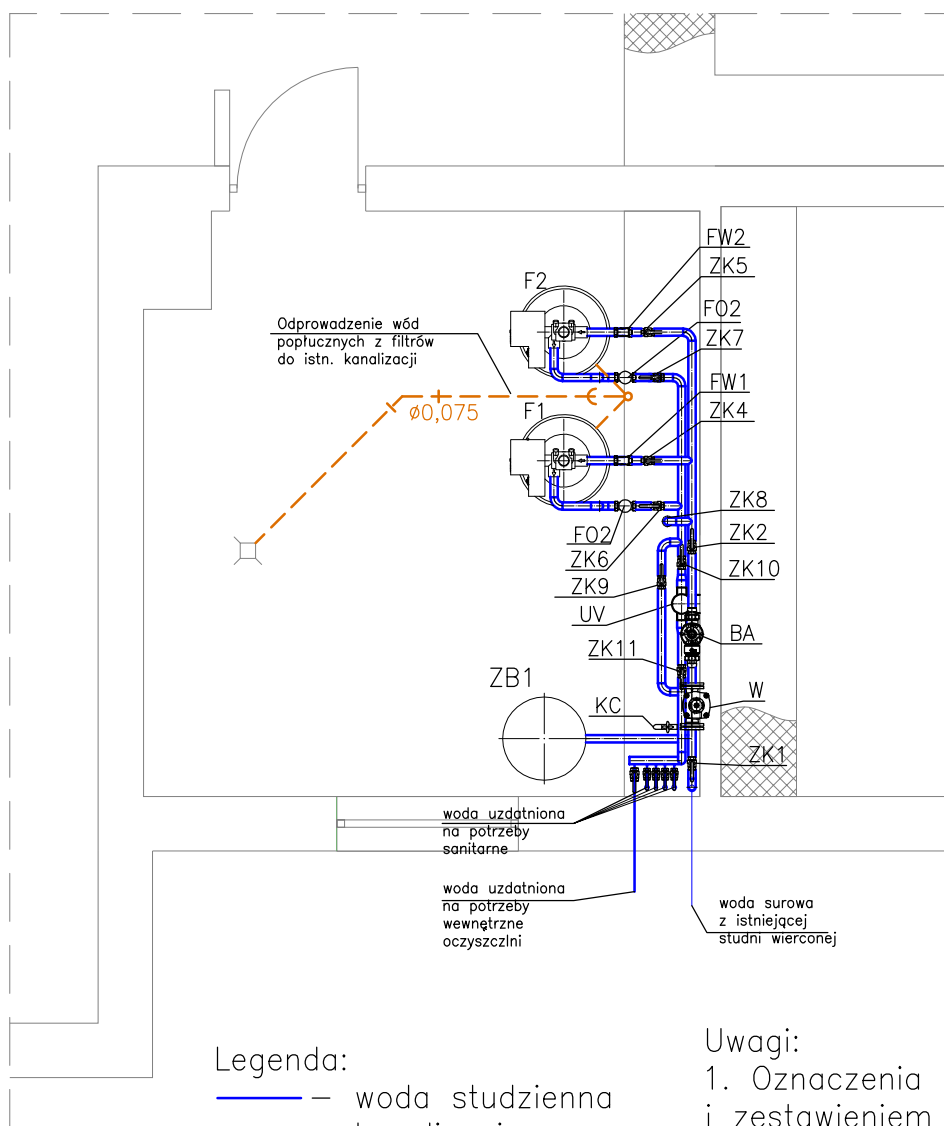 FW2
ZK5
F2
FO2
Odprowadzenie wód
popłucznych z filtrów
do istn. kanalizacji
ZK7
FW1
ø0,075
F1
ZK4
ZK8
FO2
ZK2
ZK6
ZK10
ZK9
UV
BA
ZK11
ZB1
W
KC
ZK1
woda uzdatniona
na potrzeby
sanitarne
woda uzdatniona
na potrzeby
wewnętrzne
oczyszczlni
woda surowa
z istniejącej
studni wierconej
Legenda:
woda studzienna
Uwagi:
1. Oznaczenia
i zestawieniem